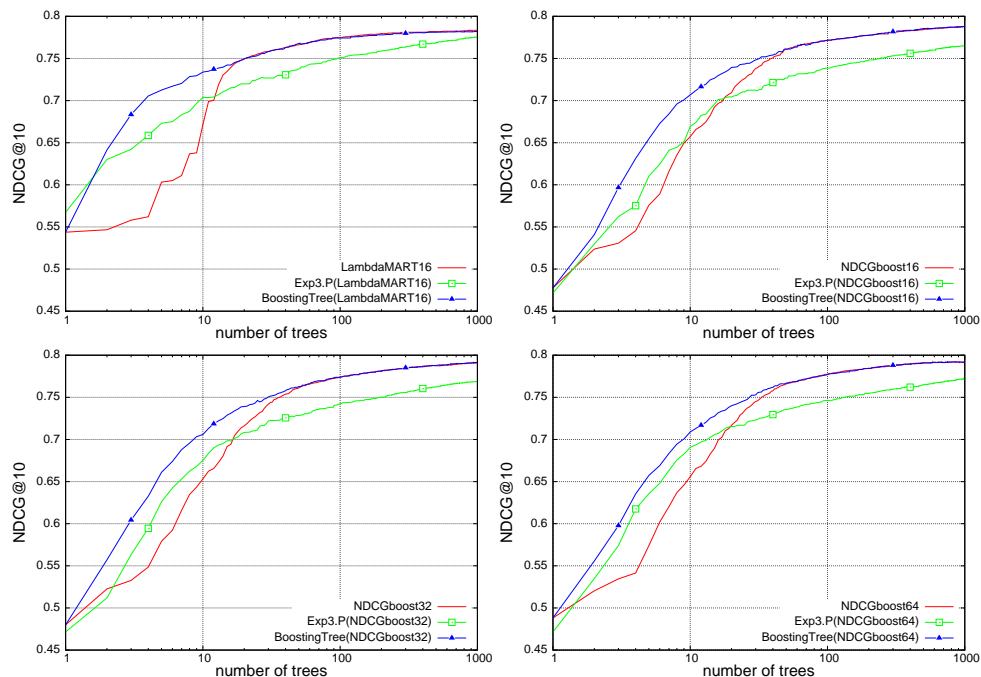 0.8
0.75
0.7
0.65
0.6
0.55
0.5
0.45
NDCG@10
LambdaMART16
Exp3.P(LambdaMART16)
BoostingTree(LambdaMART16)
1 10 100 1000
number of trees
0.8
0.75
0.7
0.65
0.6
0.55
0.5
0.45
NDCG@10
NDCGboost16
Exp3.P(NDCGboost16)
BoostingTree(NDCGboost16)
1 10 100 1000
number of trees
0.8
0.75
0.7
0.65
0.6
0.55
0.5
0.45
NDCG@10
NDCGboost32
Exp3.P(NDCGboost32)
BoostingTree(NDCGboost32)
1 10 100 1000
number of trees
0.8
0.75
0.7
0.65
0.6
0.55
0.5
0.45
NDCG@10
NDCGboost64
Exp3.P(NDCGboost64)
BoostingTree(NDCGboost64)
1 10 100 1000
number of trees